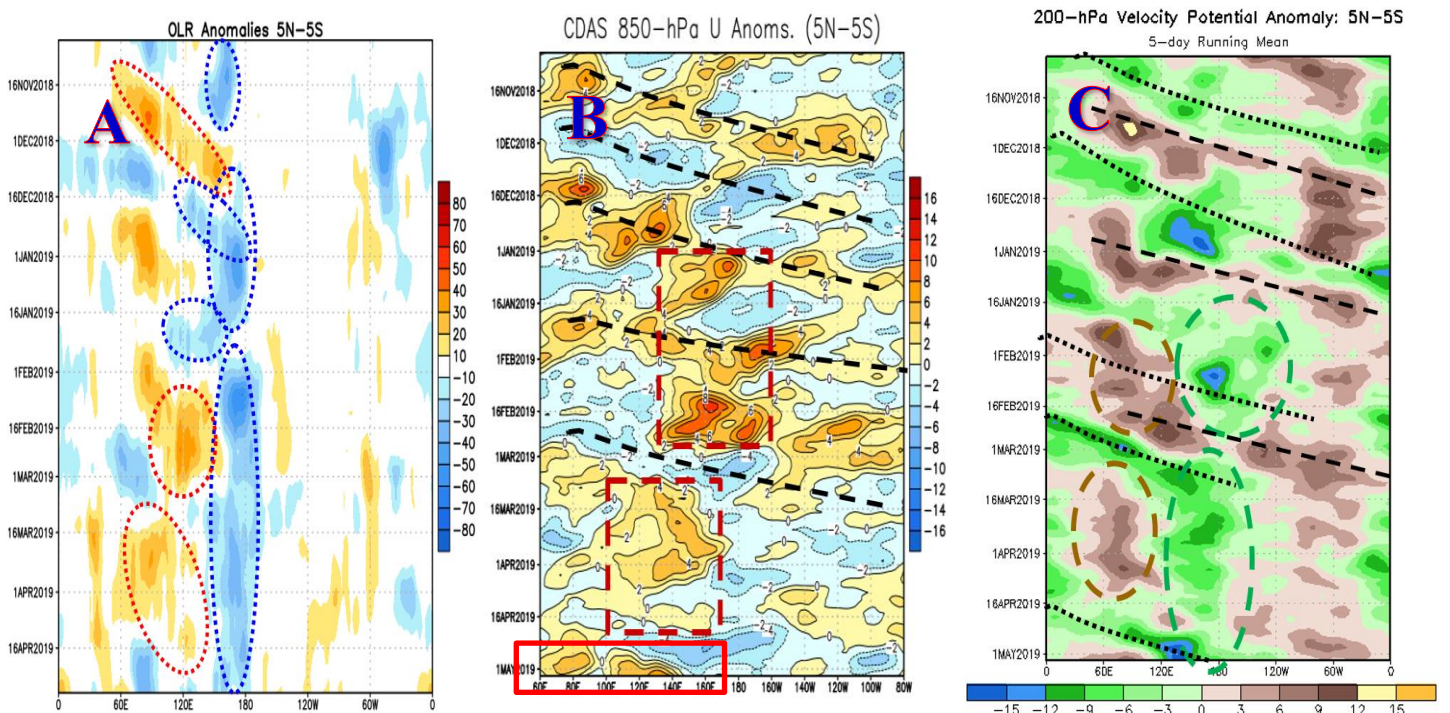 OLR Anomalies 5N-5S
A
16NOV2018
1DEC2018
16DEC2018
1JAN2019
16JAN2019
1FEB2019
16FEB2019
1MAR2019
16MAR2019
1APR2019
16APR2019
0 60E 120E 180 120W 60W 0
80
70
60
50
40
30
20
10
-10
-20
-30
-40
-50
-60
-70
-80
CDAS 850-hPa U Anoms. (5N-5S)
B
16NOV2018
1DEC2018
16DEC2018
1JAN2019
16JAN2019
1FEB2019
16FEB2019
1MAR2019
16MAR2019
1APR2019
16APR2019
1MAY2019
60E 80E 100E 120E 140E 160E 180 160W 140W 120W 100W 80W
16
14
12
10
8
6
4
2
0
-2
-4
-6
-8
-10
-12
-14
-16
200-hPa Velocity Potential Anomaly: 5N-5S
5-day Running Mean
C
16NOV2018
1DEC2018
16DEC2018
1JAN2019
16JAN2019
1FEB2019
16FEB2019
1MAR2019
16MAR2019
1APR2019
16APR2019
1MAY2019
0 60E 120E 180 120W 60W 0
-15 -12 -9 -6 -3 0 3 6 9 12 15